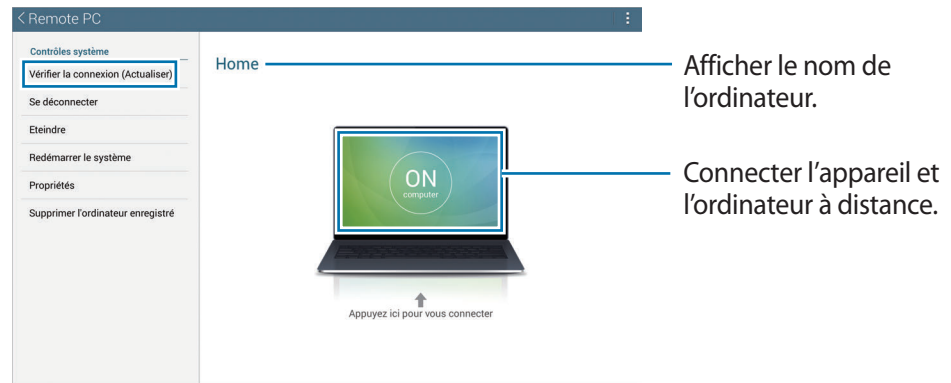 < Remote PC
Contrôles système
Vérifier la connexion (Actualiser)
Se déconnecter
Eteindre
Redémarrer le système
Propriétés
Supprimer l'ordinateur enregistré
Home
ON
computer
Appuyez ici pour vous connecter
Afficher le nom de
l’ordinateur.
Connecter l’appareil et
l’ordinateur à distance.